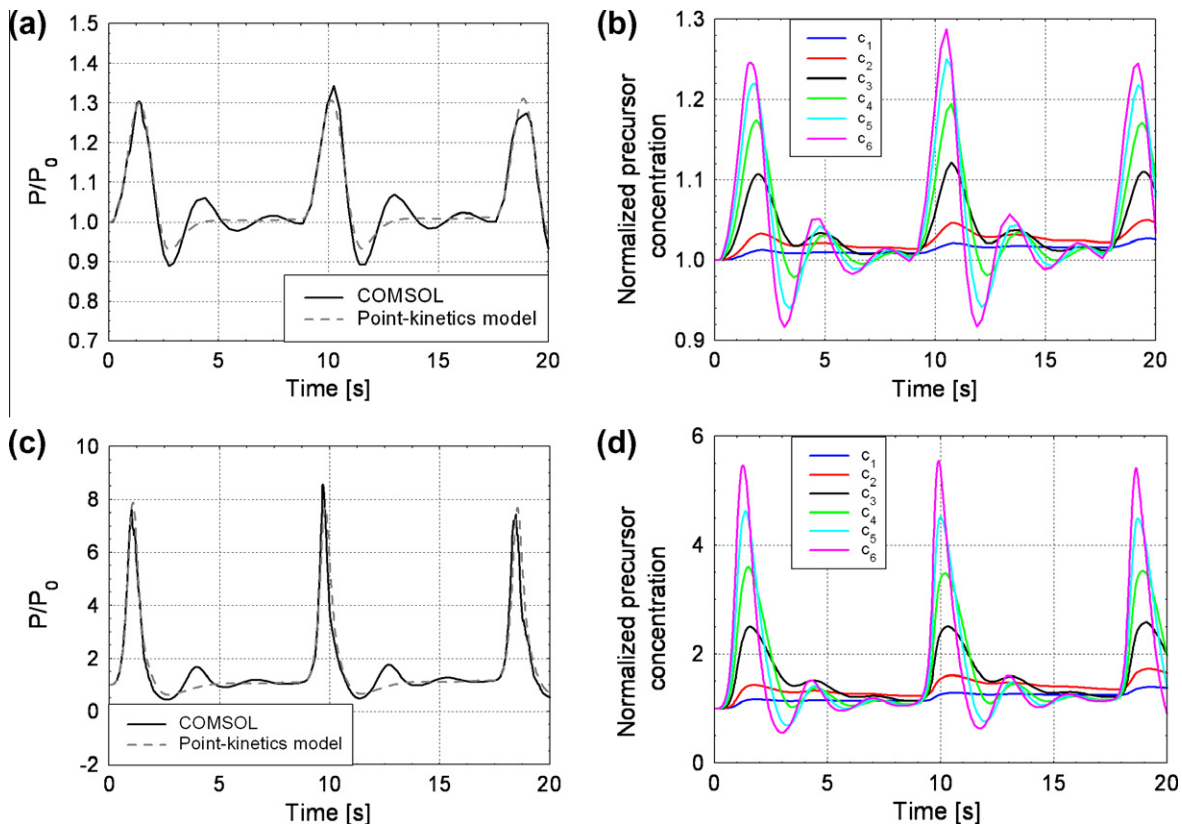 (a)
P/P0
1.5
1.4
1.3
1.2
1.1
1.0
0.9
0.8
0.7
COMSOL
Point-kinetics model
0 5 10 15 20
Time [s]
(b)
Normalized precursor
concentration
1.3
1.2
1.1
1.0
0.9
c1
c2
c3
c4
c5
c6
0 5 10 15 20
Time [s]
(c)
P/P0
10
8
6
4
2
0
-2
COMSOL
Point-kinetics model
0 5 10 15 20
Time [s]
(d)
Normalized precursor
concentration
6
4
2
0
c1
c2
c3
c4
c5
c6
0 5 10 15 20
Time [s]